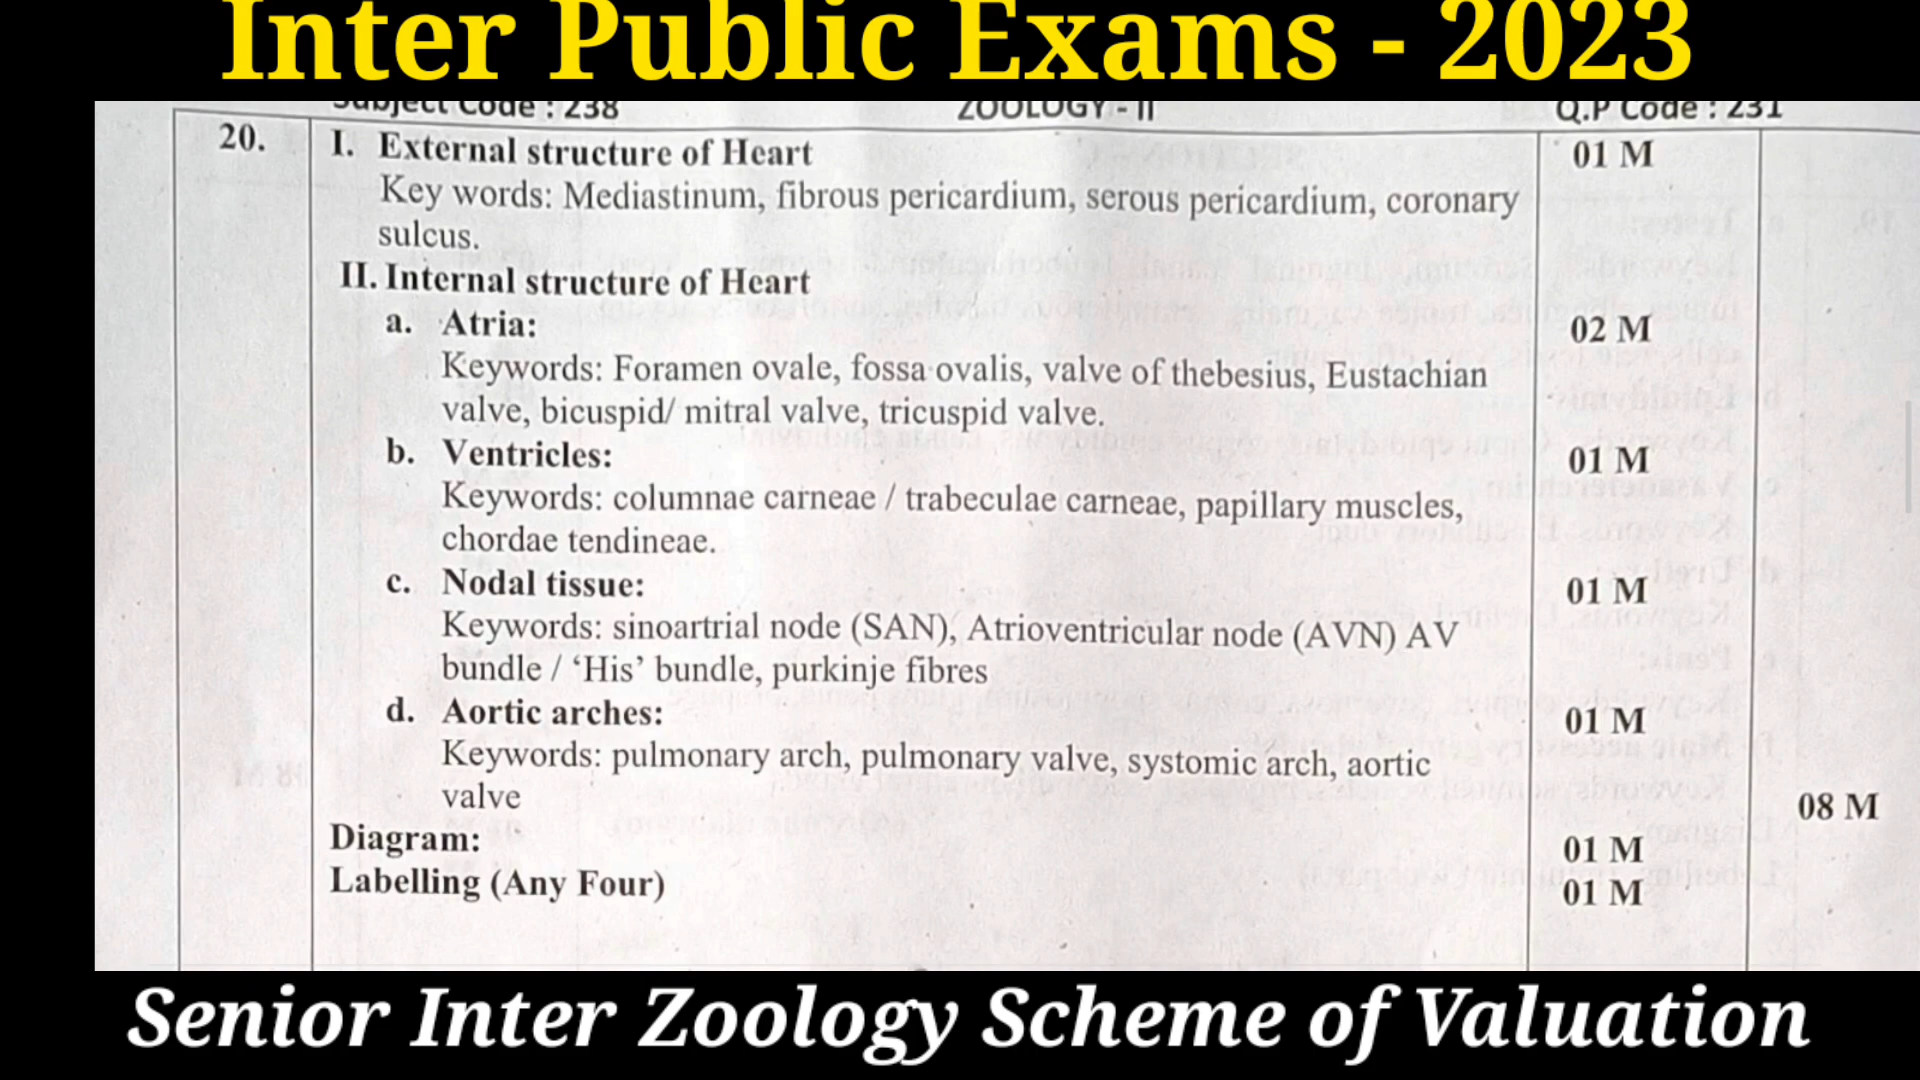 Inter Public Exams - 2023
Subject Code : 238 ZOOLOGY - II Q.P Code : 231
20. I. External structure of Heart 01 M
Key words: Mediastinum, fibrous pericardium, serous pericardium, coronary
sulcus.
II. Internal structure of Heart
a. Atria: 02 M
Keywords: Foramen ovale, fossa ovalis, valve of thebesius, Eustachian
valve, bicuspid/ mitral valve, tricuspid valve.
b. Ventricles: 01 M
Keywords: columnae carneae / trabeculae carneae, papillary muscles,
chordae tendineae.
c. Nodal tissue: 01 M
Keywords: sinoartrial node (SAN), Atrioventricular node (AVN) AV
bundle / ‘His’ bundle, purkinje fibres
d. Aortic arches: 01 M
Keywords: pulmonary arch, pulmonary valve, systomic arch, aortic
valve
08 M
Diagram: 01 M
Labelling (Any Four) 01 M
Senior Inter Zoology Scheme of Valuation